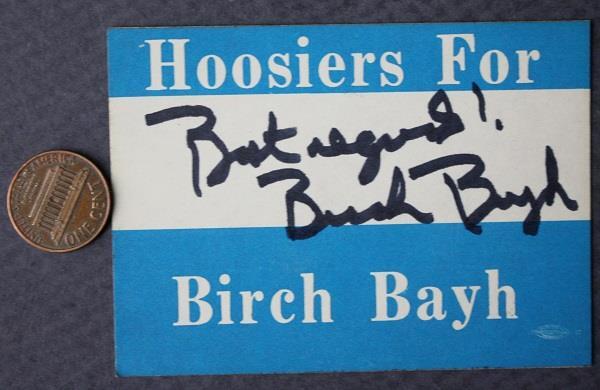 Hoosiers For
Best regards!
Birch Bayh
Birch Bayh
ONE CENT